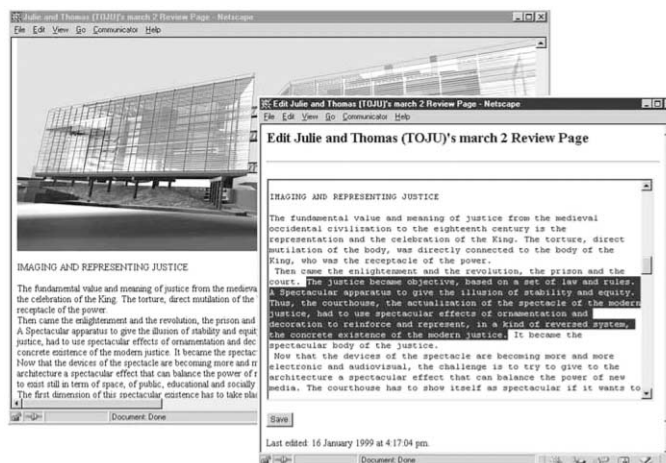 Julie and Thomas (TOJU)'s march 2 Review Page - Netscape
File Edit View Go Communicator Help
IMAGING AND REPRESENTING JUSTICE
The fundamental value and meaning of justice from the medieva
the celebration of the King. The torture, direct mutilation of the
receptacle of the power.
Then came the enlightment and the revolution, the prison and
A Spectacular apparatus to give the illusion of stability and equit
justice, had to use spectacular effects of ornamentation and dec
concrete existence of the modern justice. It became the spectac
Now that the devices of the spectacle are becoming more and m
architecture a spectacular effect that can balance the power of
to exist still in term of space, of public, educational and socially
The first dimension of this spectacular existence has to take plac
Document: Done
Edit Julie and Thomas (TOJU)'s march 2 Review Page - Netscape
File Edit View Go Communicator Help
Edit Julie and Thomas (TOJU)'s march 2 Review Page
IMAGING AND REPRESENTING JUSTICE
The fundamental value and meaning of justice from the medieval
occidental civilization to the eighteenth century is the
representation and the celebration of the King. The torture, direct
mutilation of the body, was directly connected to the body of the
King, who was the receptacle of the power.
Then came the enlightment and the revolution, the prison and the
court. The justice became objective, based on a set of law and rules.
A Spectacular apparatus to give the illusion of stability and equity.
Thus, the courthouse, the actualization of the spectacle of the modern
justice, had to use spectacular effects of ornamentation and
decoration to reinforce and represent, in a kind of reversed system,
the concrete existence of the modern justice. It became the
spectacular body of the justice.
Now that the devices of the spectacle are becoming more and more
electronic and audiovisual, the challenge is to try to give to the
architecture a spectacular effect that can balance the power of new
media. The courthouse has to show itself as spectacular if it wants to
Save
Last edited: 16 January 1999 at 4:17:04 pm.
Document: Done